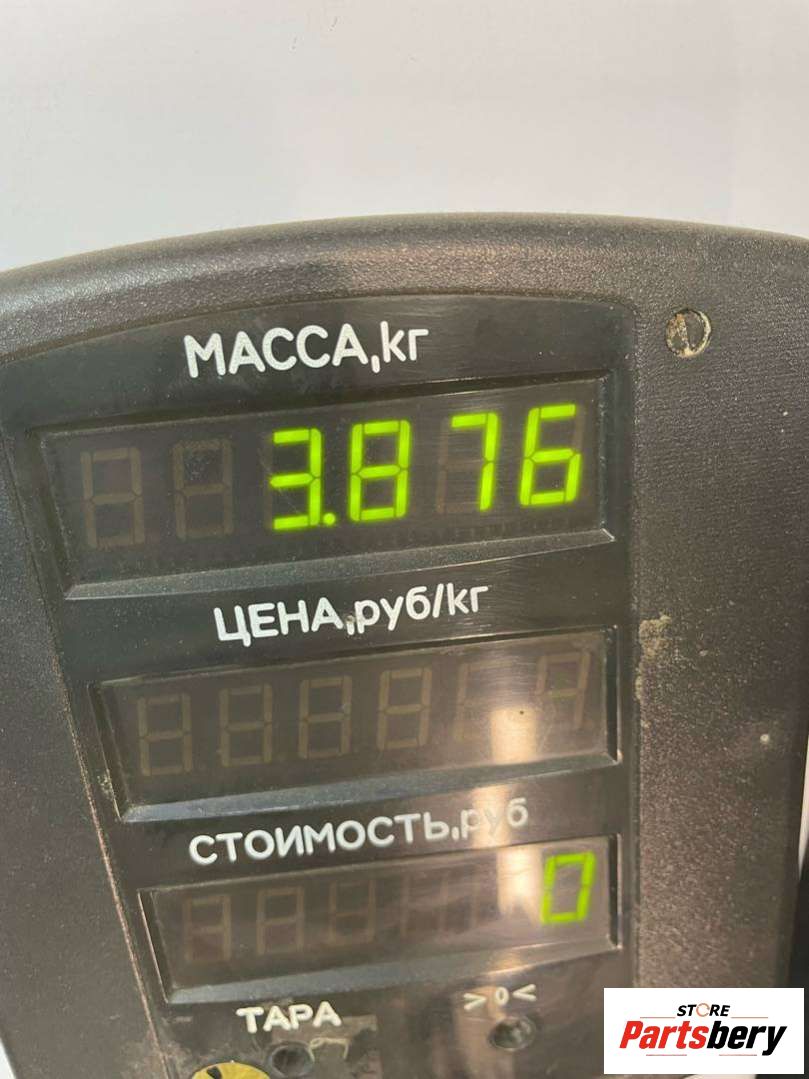 МАССА,кг
3.876
ЦЕНА,руб/кг
СТОИМОСТЬ,руб
0
ТАРА
>0<
STORE
Partsbery